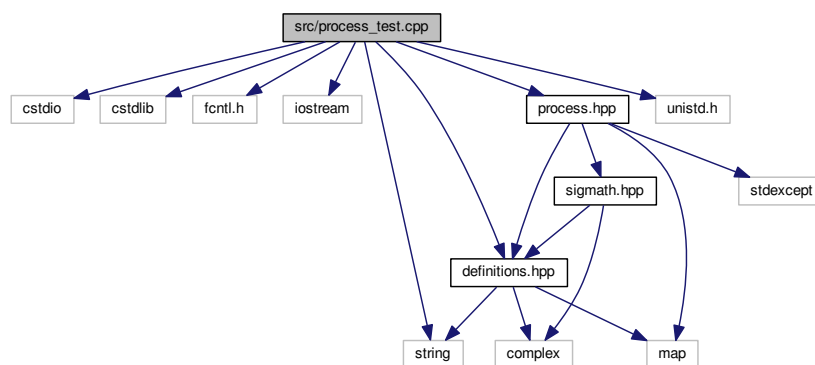 src/process_test.cpp
cstdio
cstdlib
fcntl.h
iostream
process.hpp
unistd.h
sigmath.hpp
stdexcept
definitions.hpp
string
complex
map